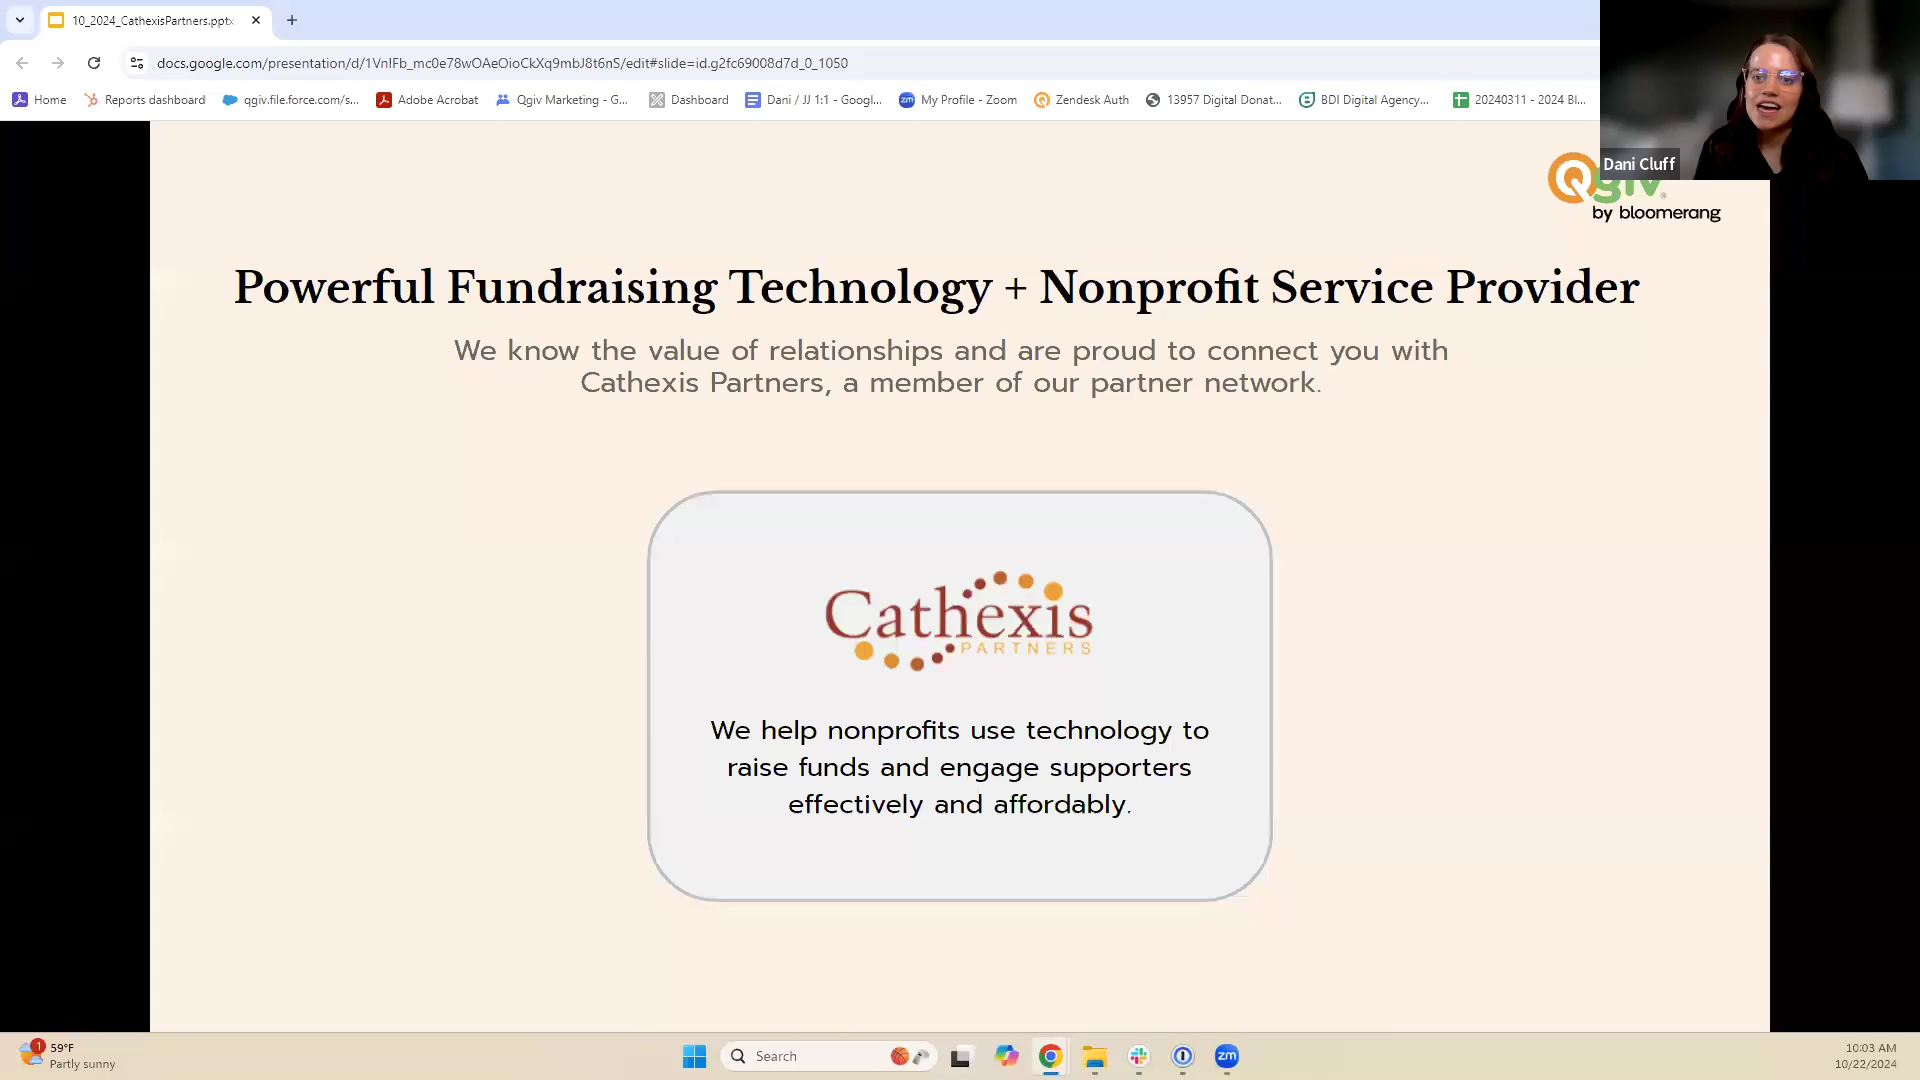 10_2024_CathexisPartners.pptx
docs.google.com/presentation/d/1VnIFb_mc0e78wOAeOioCkXq9mbJ8t6nS/edit#slide=id.g2fc69008d7d_0_1050
Home
Reports dashboard
qgiv.file.force.com/s...
Adobe Acrobat
Qgiv Marketing - G...
Dashboard
Dani / JJ 1:1 - Googl...
zm
My Profile - Zoom
Zendesk Auth
13957 Digital Donat...
BDI Digital Agency...
20240311 - 2024 Bl...
Dani Cluff
Qgiv
by bloomerang
Powerful Fundraising Technology + Nonprofit Service Provider
We know the value of relationships and are proud to connect you with
Cathexis Partners, a member of our partner network.
Cathexis
PARTNERS
We help nonprofits use technology to
raise funds and engage supporters
effectively and affordably.
1
59°F
Partly sunny
Search
zm
10:03 AM
10/22/2024